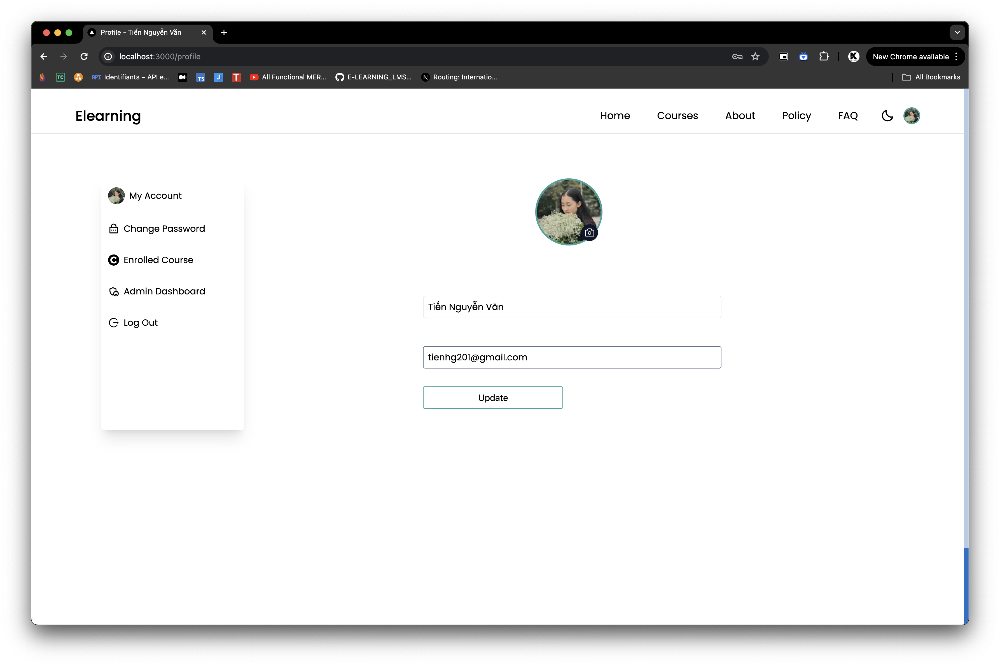 Profile - Tiến Nguyễn Văn
localhost:3000/profile
New Chrome available
TC
API Identifiants – API e...
TS
J
T
All Functional MER...
E-LEARNING_LMS...
N Routing: Internatio...
All Bookmarks
Elearning
Home
Courses
About
Policy
FAQ
My Account
Change Password
Enrolled Course
Admin Dashboard
Log Out
Tiến Nguyễn Văn
tienhg201@gmail.com
Update